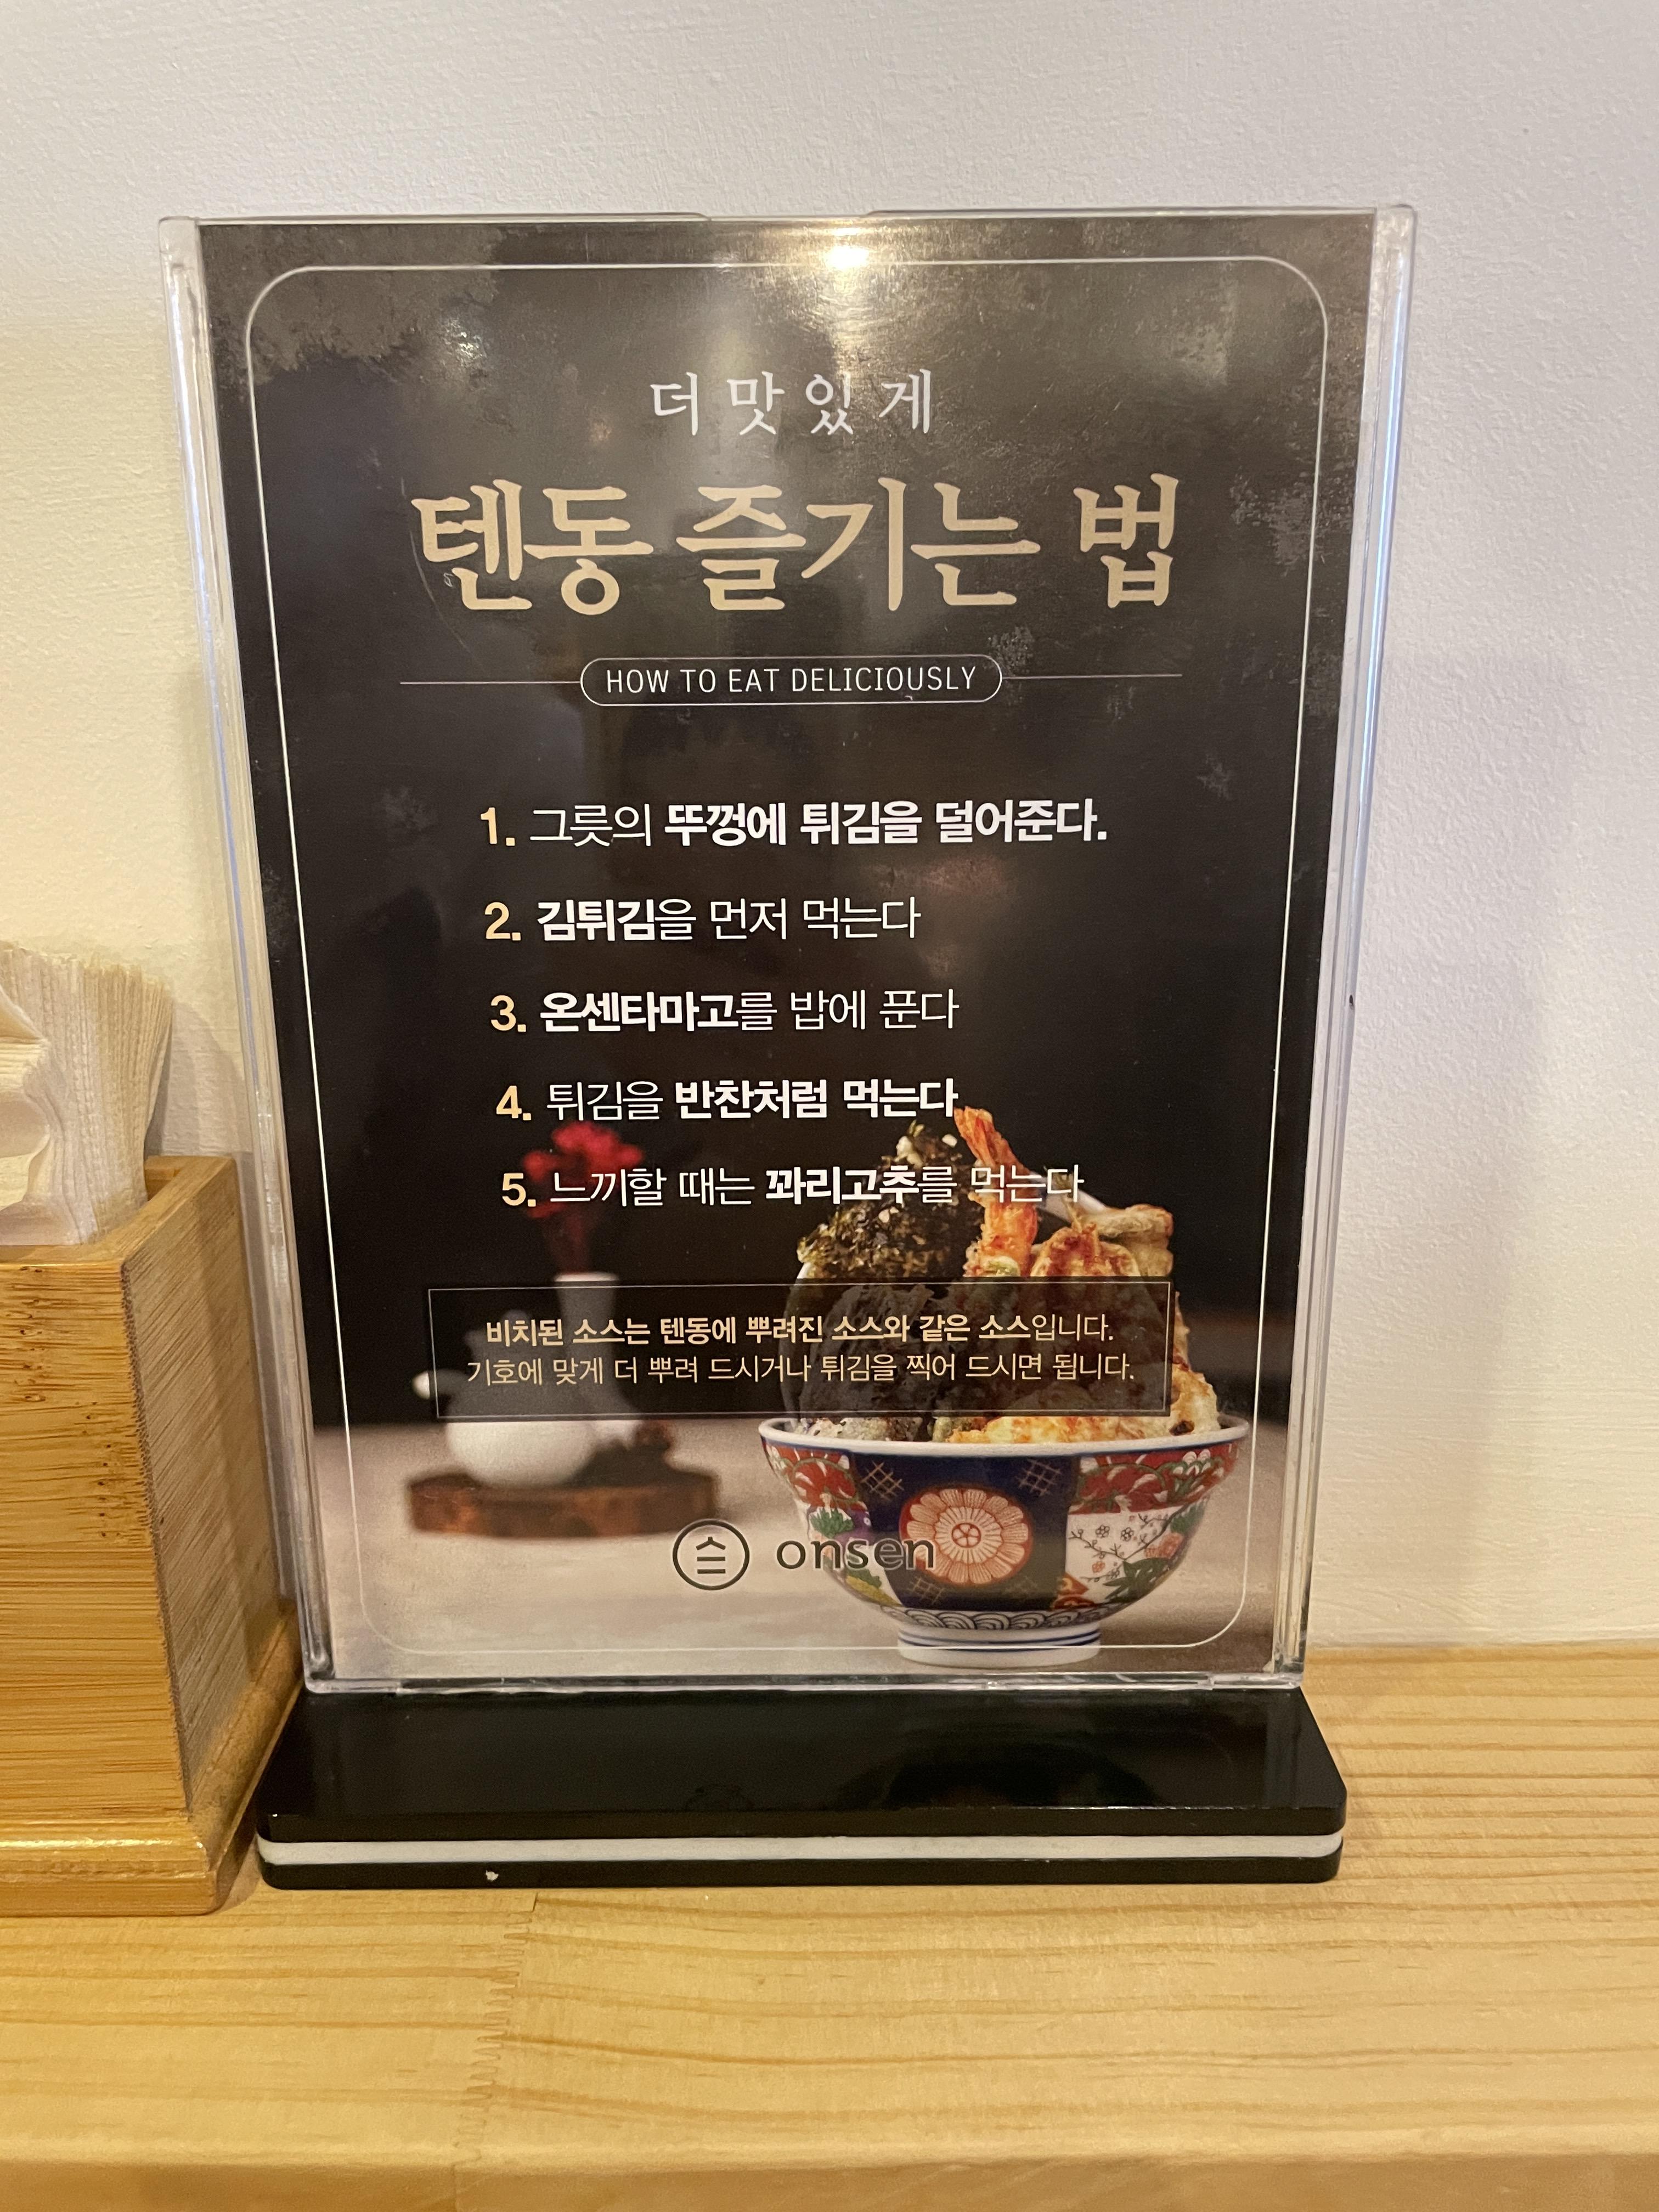 더 맛 있 게
텐동 즐기는 법
HOW TO EAT DELICIOUSLY
1. 그릇의 뚜껑에 튀김을 덜어준다.
2. 김튀김을 먼저 먹는다
3. 온센타마고를 밥에 푼다
4. 튀김을 반찬처럼 먹는다
5. 느끼할 때는 꽈리고추를 먹는다
비치된 소스는 텐동에 뿌려진 소스와 같은 소스입니다.
기호에 맞게 더 뿌려 드시거나 튀김을 찍어 드시면 됩니다.
onsen